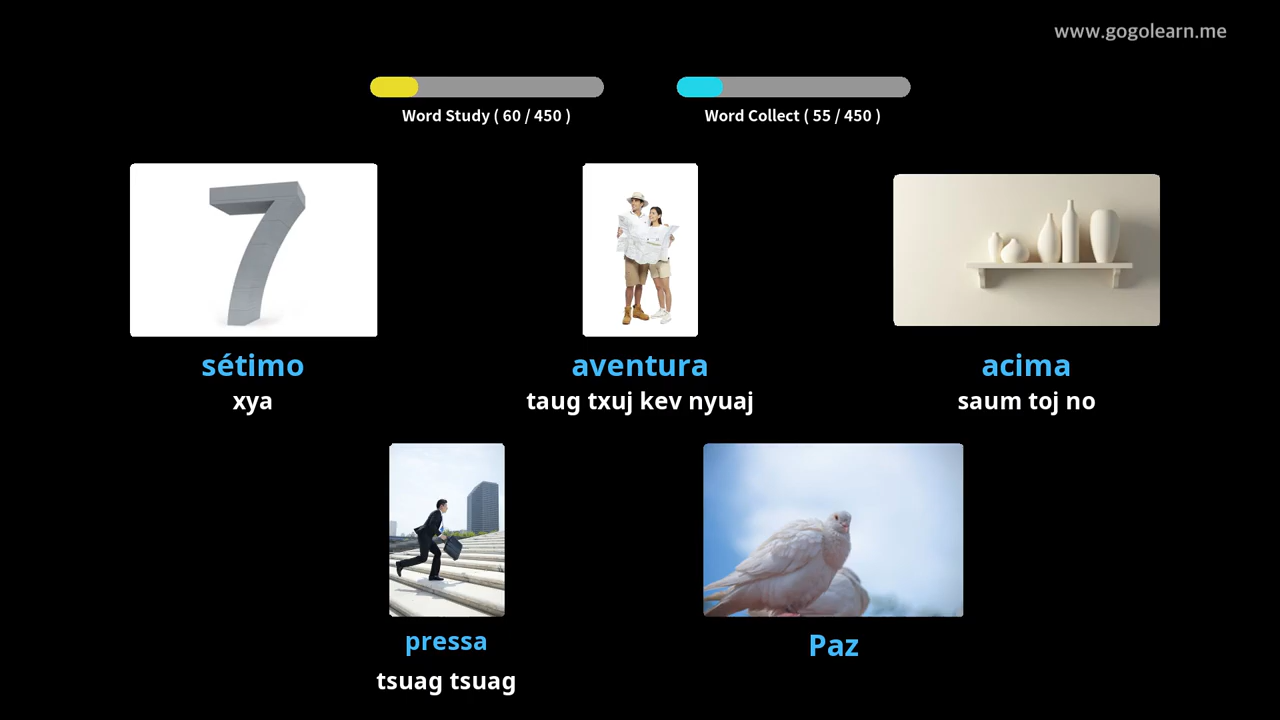 www.gogolearn.me
Word Study ( 60 / 450 )
Word Collect ( 55 / 450 )
7
sétimo
xya
aventura
taug txuj kev nyuaj
acima
saum toj no
pressa
tsuag tsuag
Paz